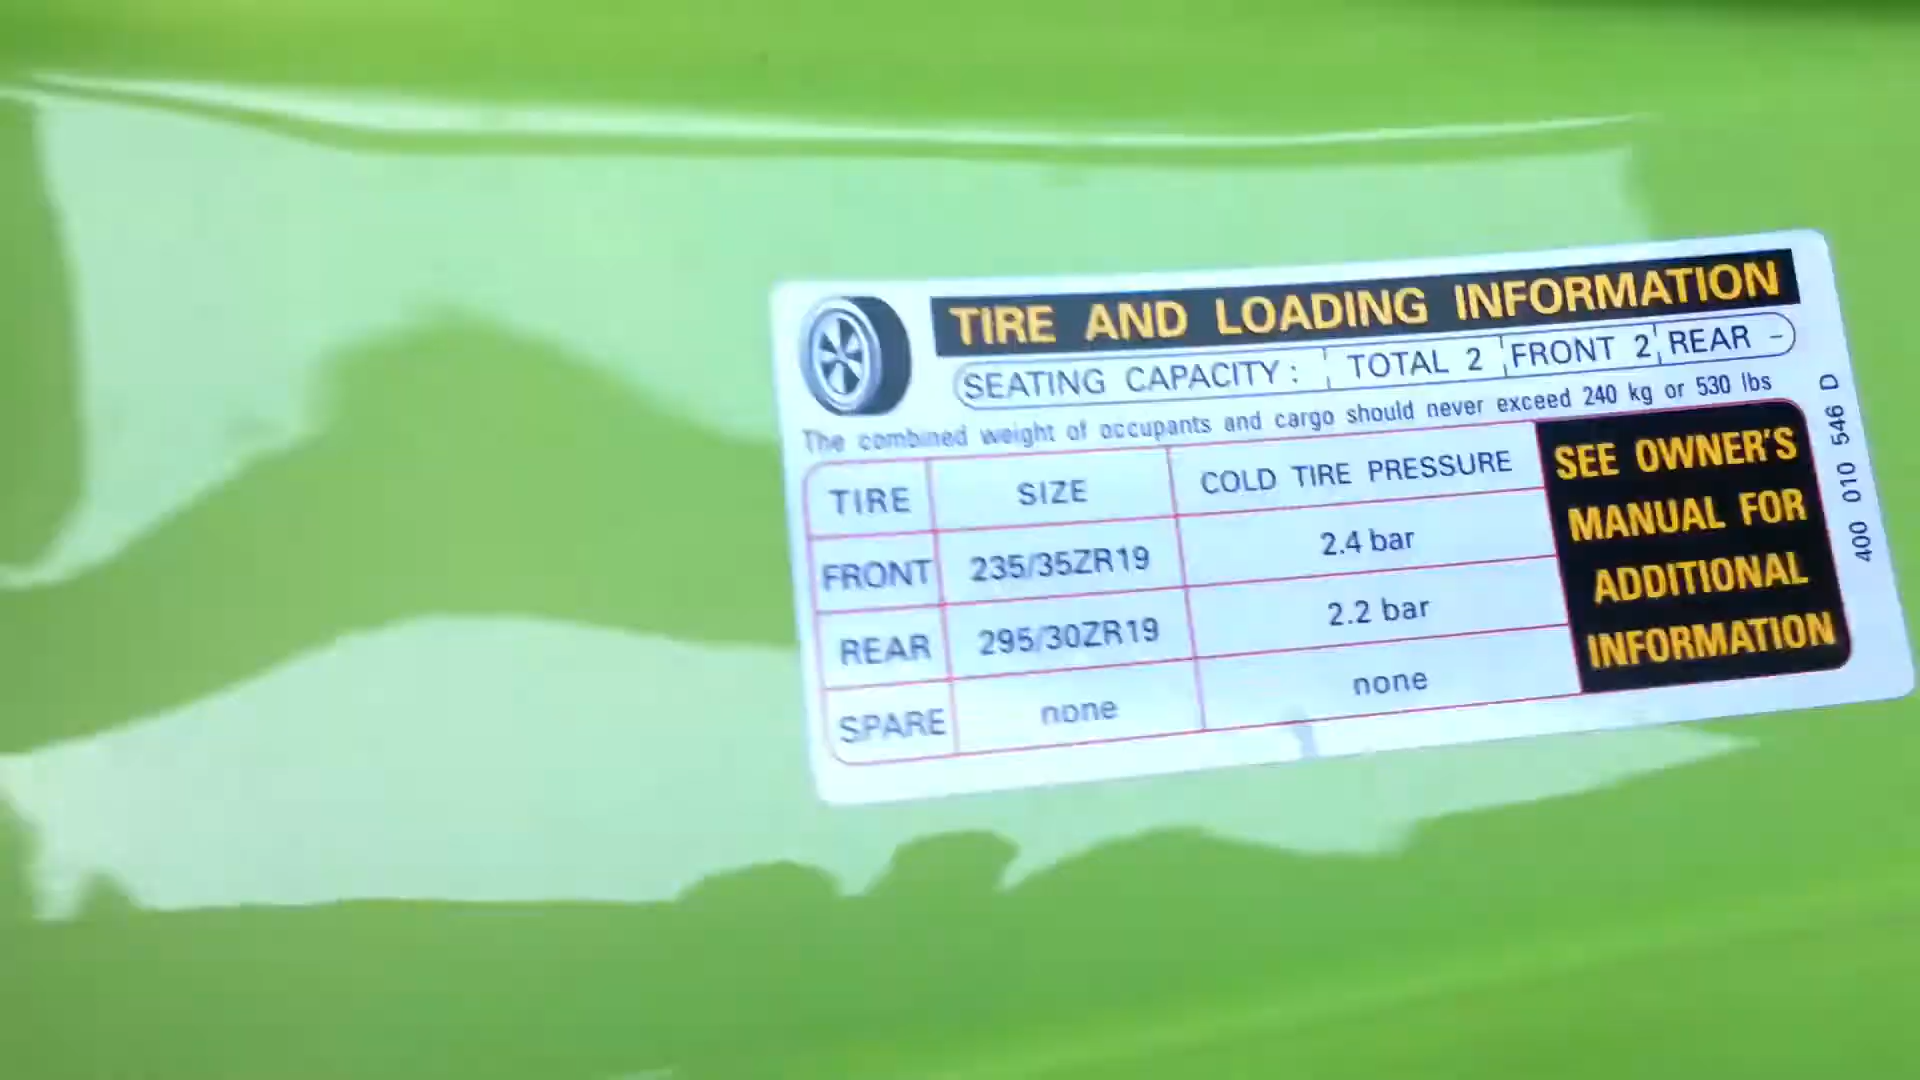 TIRE AND LOADING INFORMATION
SEATING CAPACITY : TOTAL 2 FRONT 2 REAR -
The combined weight of occupants and cargo should never exceed 240 kg or 530 lbs
TIRE SIZE COLD TIRE PRESSURE
FRONT 235/35ZR19 2.4 bar
REAR 295/30ZR19 2.2 bar
SPARE none none
SEE OWNER'S
MANUAL FOR
ADDITIONAL
INFORMATION
400 010 546 D